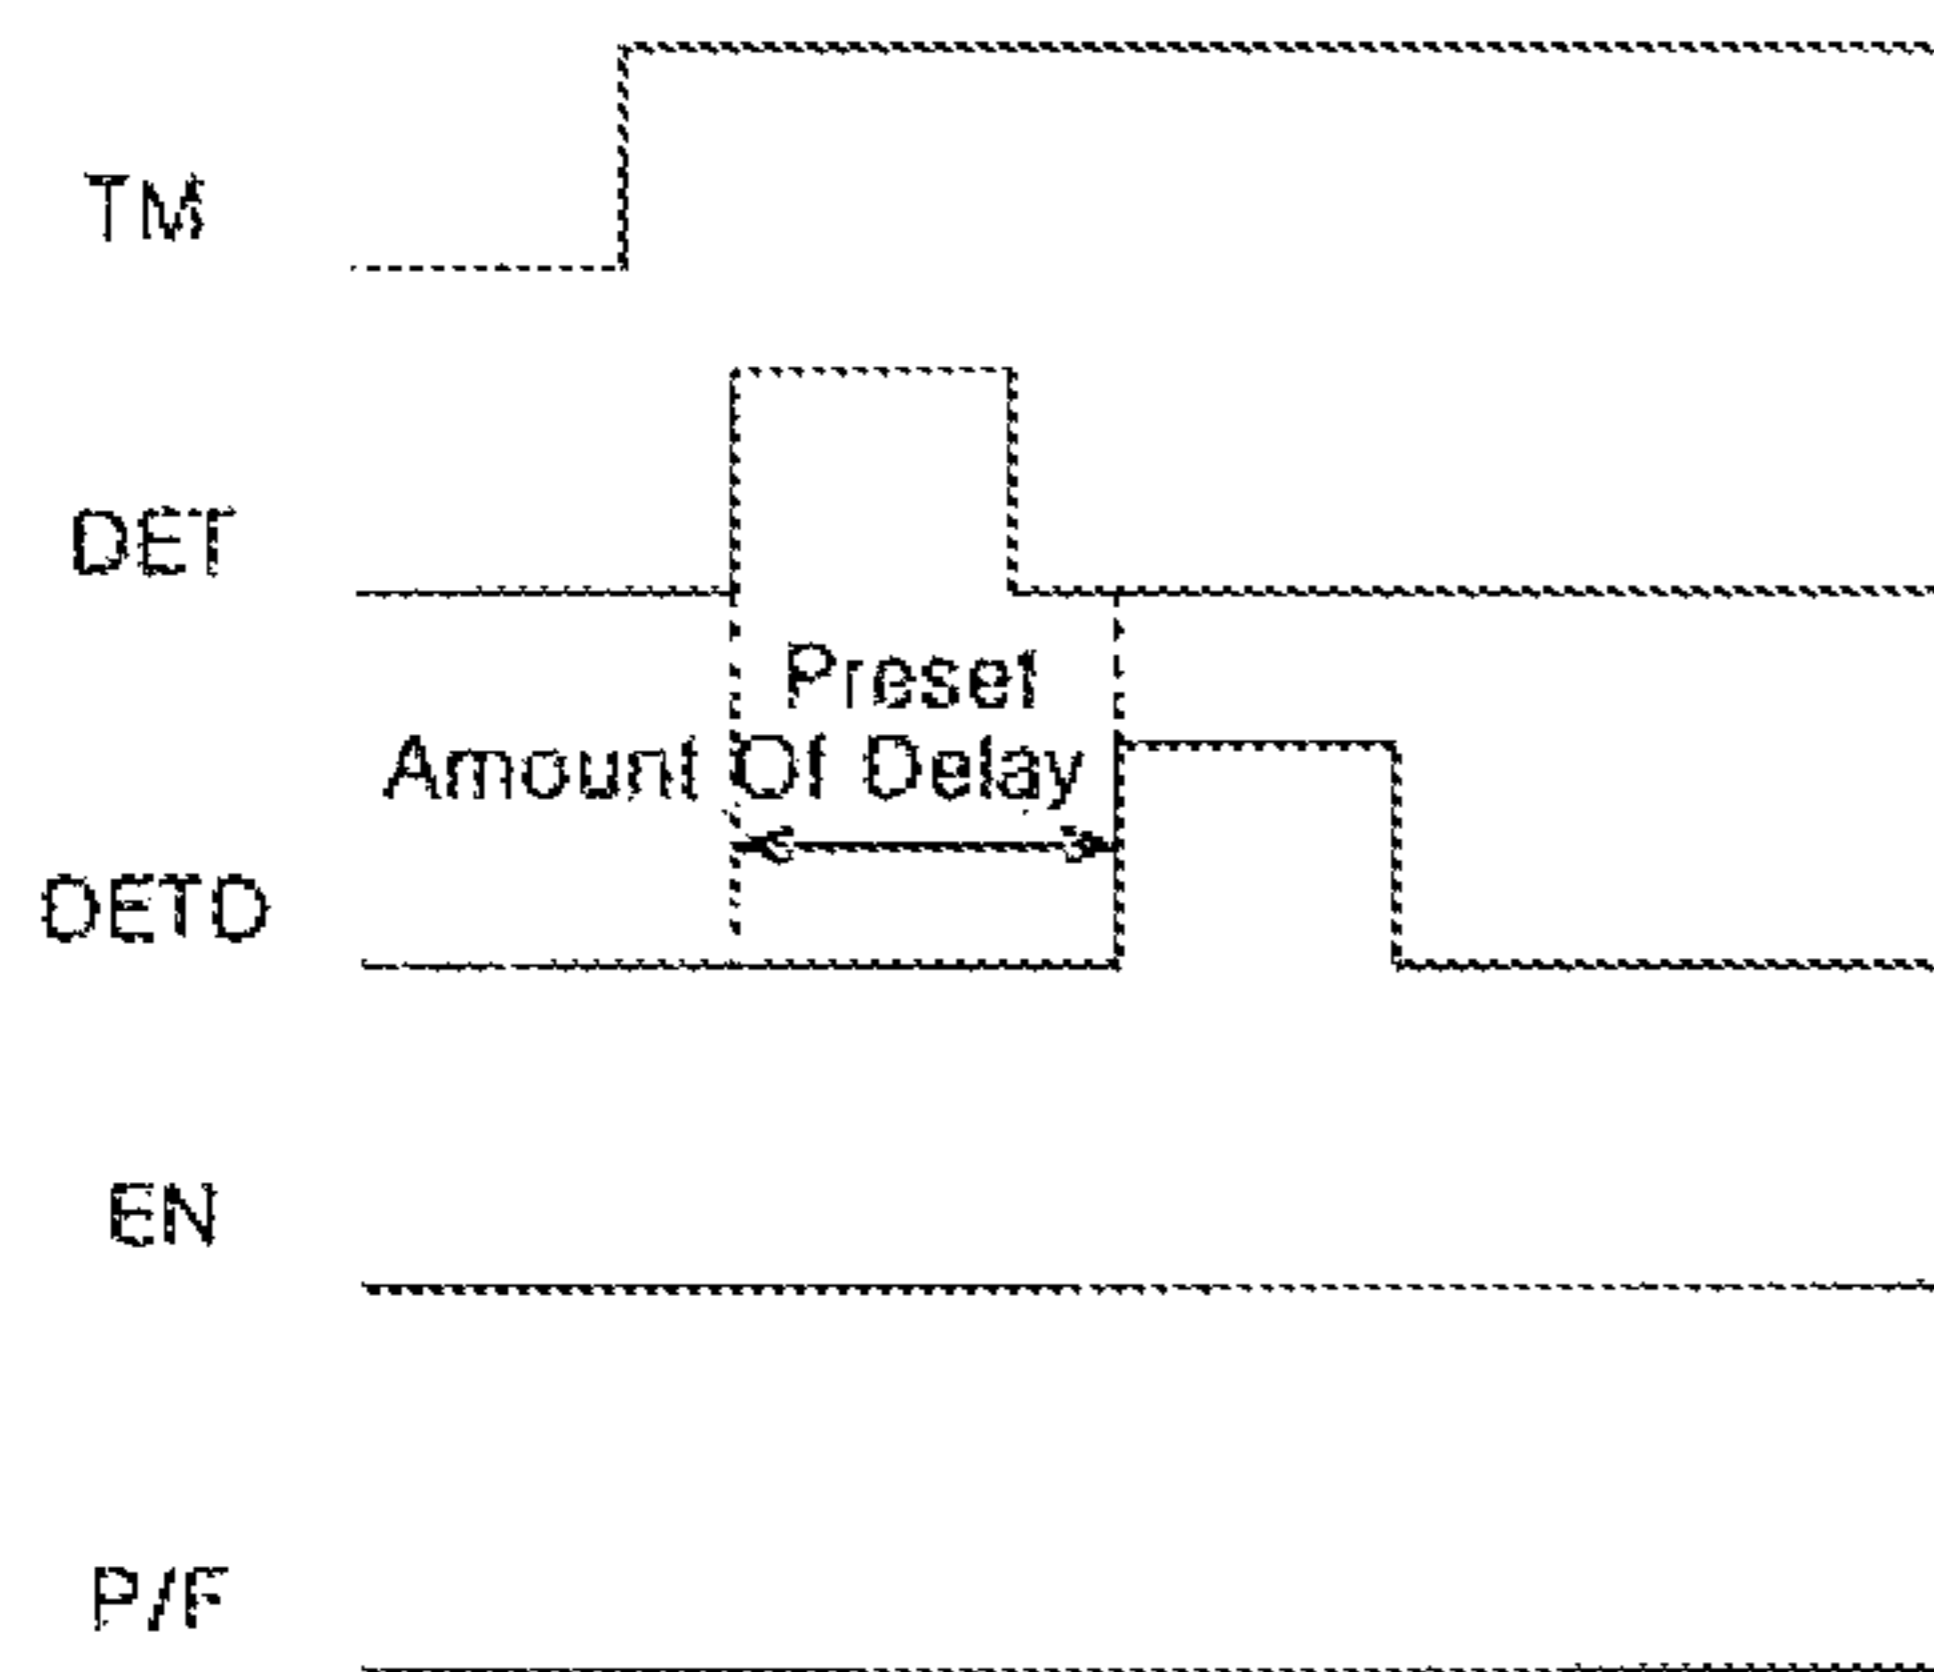 TM
DET
Preset
Amount Of Delay
DETD
EN
P/F